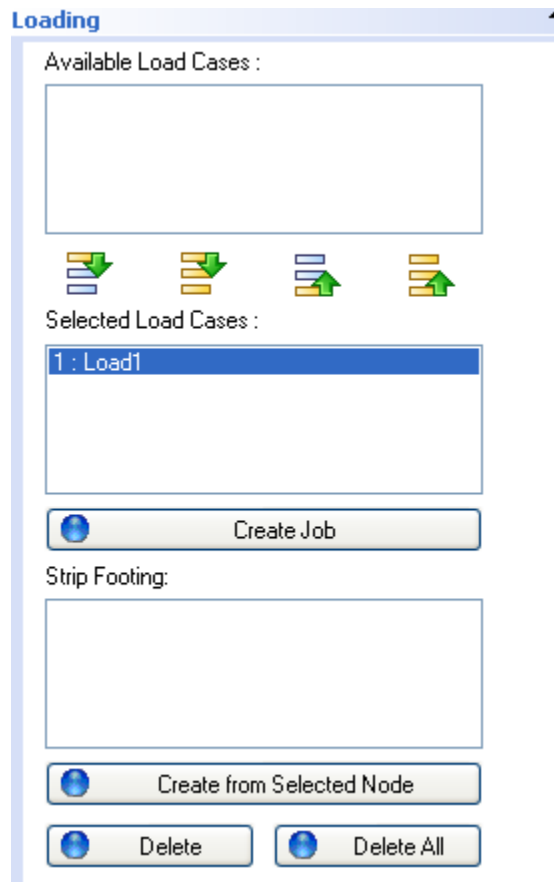 Loading
Available Load Cases :
Selected Load Cases :
1 : Load1
Create Job
Strip Footing:
Create from Selected Node
Delete
Delete All